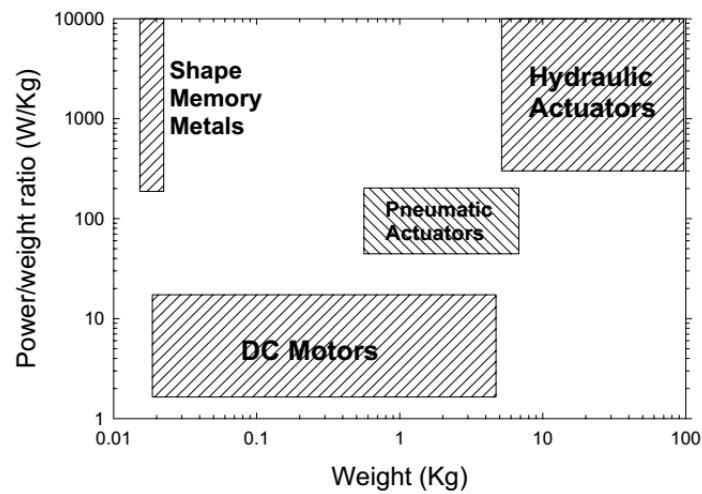 Power/weight ratio (W/Kg)
10000
1000
100
10
1
Shape
Memory
Metals
Hydraulic
Actuators
Pneumatic
Actuators
DC Motors
0.01
0.1
1
10
100
Weight (Kg)